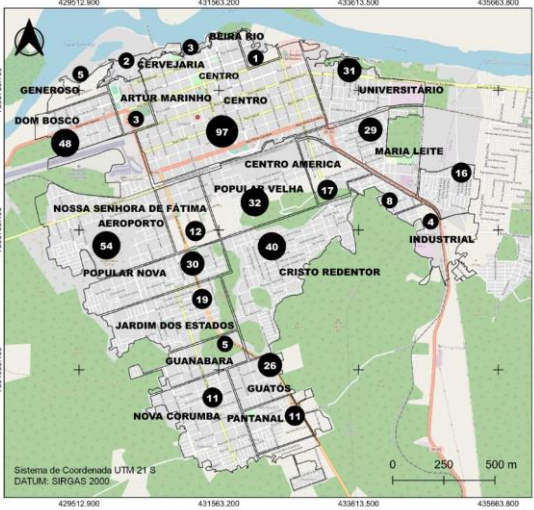 429512.900 431563.200 433613.500 435663.800
BEIRA RIO
3
1
2
CERVEJARIA
5
CENTRO
31
GENEROSO
UNIVERSITÁRIO
ARTUR MARINHO
CENTRO
DOM BOSCO
3
97
29
48
MARIA LEITE
CENTRO AMERICA
16
POPULAR VELHA
17
32
8
NOSSA SENHORA DE FÁTIMA
AEROPORTO
12
4
54
40
INDUSTRIAL
30
POPULAR NOVA
CRISTO REDENTOR
19
JARDIM DOS ESTADOS
5
GUANABARA
26
GUATOS
11
NOVA CORUMBA
PANTANAL
11
Sistema de Coordenada UTM 21 S
DATUM: SIRGAS 2000
0 250 500 m
429512.900 431563.200 433613.500 435663.800